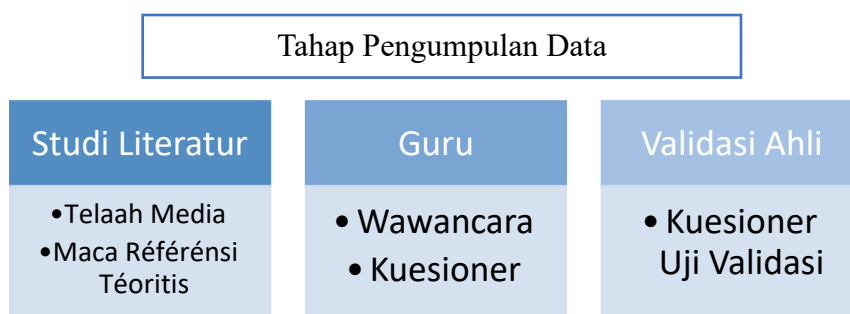 Tahap Pengumpulan Data
Studi Literatur
•Telaah Media
•Maca Référénsi
Téoritis
Guru
• Wawancara
• Kuesioner
Validasi Ahli
• Kuesioner
Uji Validasi